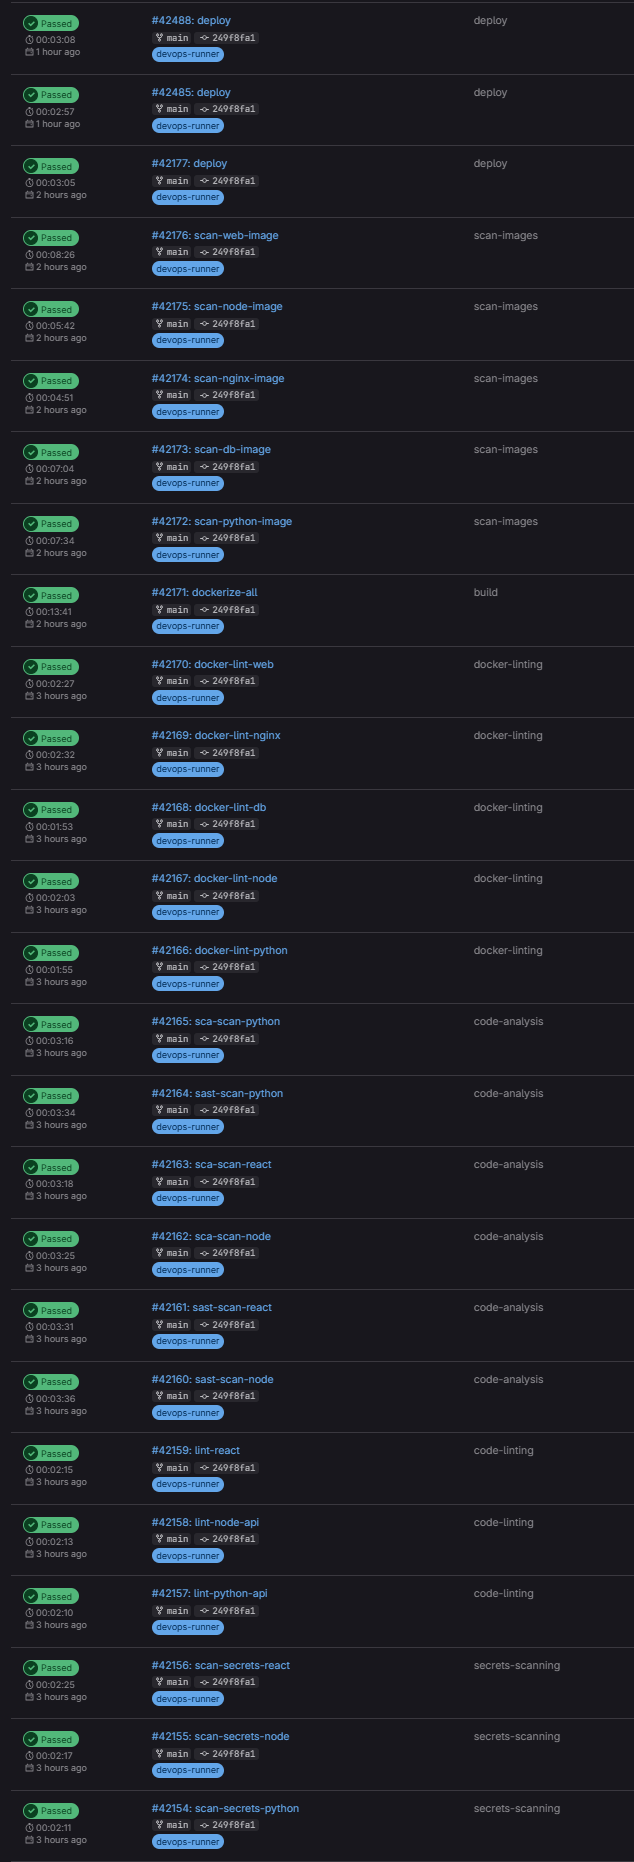 Passed
#42488: deploy
deploy
00:03:08
main 249f8fa1
1 hour ago
devops-runner
Passed
#42485: deploy
deploy
00:02:57
main 249f8fa1
1 hour ago
devops-runner
Passed
#42177: deploy
deploy
00:03:05
main 249f8fa1
2 hours ago
devops-runner
Passed
#42176: scan-web-image
scan-images
00:08:26
main 249f8fa1
2 hours ago
devops-runner
Passed
#42175: scan-node-image
scan-images
00:05:42
main 249f8fa1
2 hours ago
devops-runner
Passed
#42174: scan-nginx-image
scan-images
00:04:51
main 249f8fa1
2 hours ago
devops-runner
Passed
#42173: scan-db-image
scan-images
00:07:04
main 249f8fa1
2 hours ago
devops-runner
Passed
#42172: scan-python-image
scan-images
00:07:34
main 249f8fa1
2 hours ago
devops-runner
Passed
#42171: dockerize-all
build
00:13:41
main 249f8fa1
2 hours ago
devops-runner
Passed
#42170: docker-lint-web
docker-linting
00:02:27
main 249f8fa1
3 hours ago
devops-runner
Passed
#42169: docker-lint-nginx
docker-linting
00:02:32
main 249f8fa1
3 hours ago
devops-runner
Passed
#42168: docker-lint-db
docker-linting
00:01:53
main 249f8fa1
3 hours ago
devops-runner
Passed
#42167: docker-lint-node
docker-linting
00:02:03
main 249f8fa1
3 hours ago
devops-runner
Passed
#42166: docker-lint-python
docker-linting
00:01:55
main 249f8fa1
3 hours ago
devops-runner
Passed
#42165: sca-scan-python
code-analysis
00:03:16
main 249f8fa1
3 hours ago
devops-runner
Passed
#42164: sast-scan-python
code-analysis
00:03:34
main 249f8fa1
3 hours ago
devops-runner
Passed
#42163: sca-scan-react
code-analysis
00:03:18
main 249f8fa1
3 hours ago
devops-runner
Passed
#42162: sca-scan-node
code-analysis
00:03:25
main 249f8fa1
3 hours ago
devops-runner
Passed
#42161: sast-scan-react
code-analysis
00:03:31
main 249f8fa1
3 hours ago
devops-runner
Passed
#42160: sast-scan-node
code-analysis
00:03:36
main 249f8fa1
3 hours ago
devops-runner
Passed
#42159: lint-react
code-linting
00:02:15
main 249f8fa1
3 hours ago
devops-runner
Passed
#42158: lint-node-api
code-linting
00:02:13
main 249f8fa1
3 hours ago
devops-runner
Passed
#42157: lint-python-api
code-linting
00:02:10
main 249f8fa1
3 hours ago
devops-runner
Passed
#42156: scan-secrets-react
secrets-scanning
00:02:25
main 249f8fa1
3 hours ago
devops-runner
Passed
#42155: scan-secrets-node
secrets-scanning
00:02:17
main 249f8fa1
3 hours ago
devops-runner
Passed
#42154: scan-secrets-python
secrets-scanning
00:02:11
main 249f8fa1
3 hours ago
devops-runner